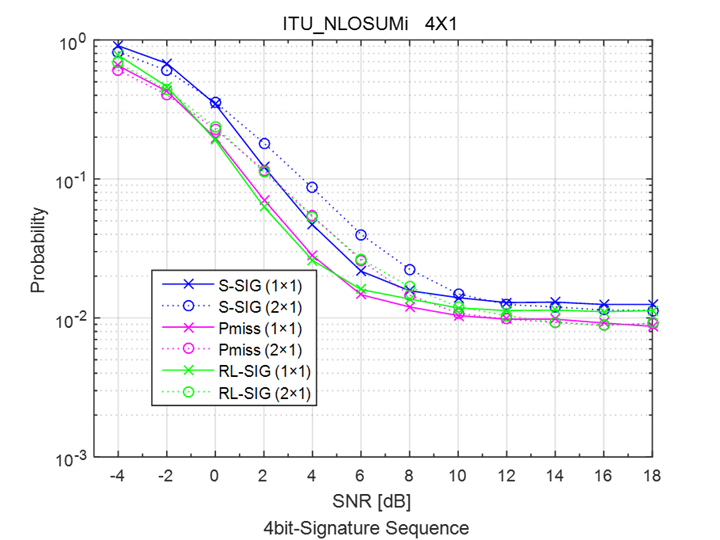 ITU_NLOSUMi 4X1
10^0
10^-1
10^-2
10^-3
Probability
S-SIG (1×1)
S-SIG (2×1)
Pmiss (1×1)
Pmiss (2×1)
RL-SIG (1×1)
RL-SIG (2×1)
-4 -2 0 2 4 6 8 10 12 14 16 18
SNR [dB]
4bit-Signature Sequence